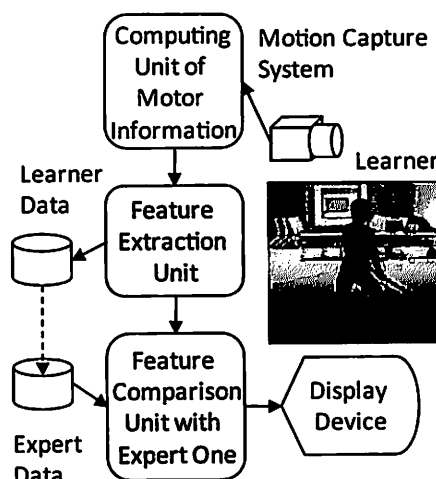 Computing
Unit of
Motor
Information
Motion Capture
System
Learner
Learner
Data
Feature
Extraction
Unit
Feature
Comparison
Unit with
Expert One
Display
Device
Expert
Data